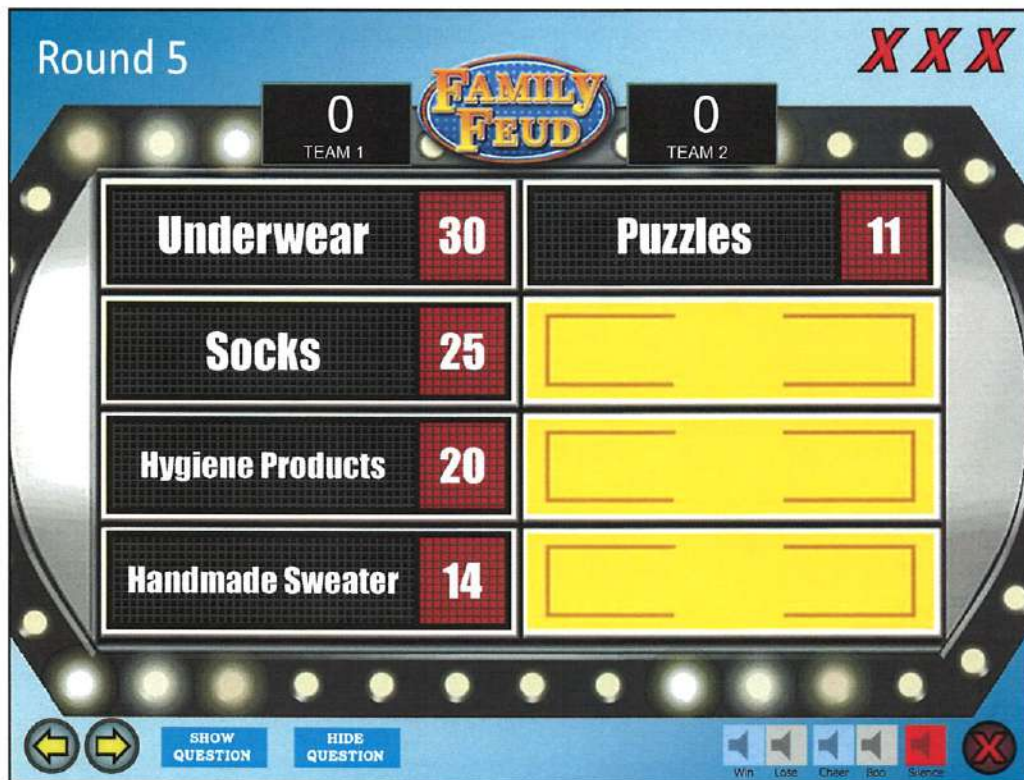 Round 5
X X X
FAMILY
FEUD
0
TEAM 1
0
TEAM 2
Underwear 30
Puzzles 11
Socks 25
Hygiene Products 20
Handmade Sweater 14
SHOW
QUESTION
HIDE
QUESTION
Win Lose Cheer Boo Silence
X